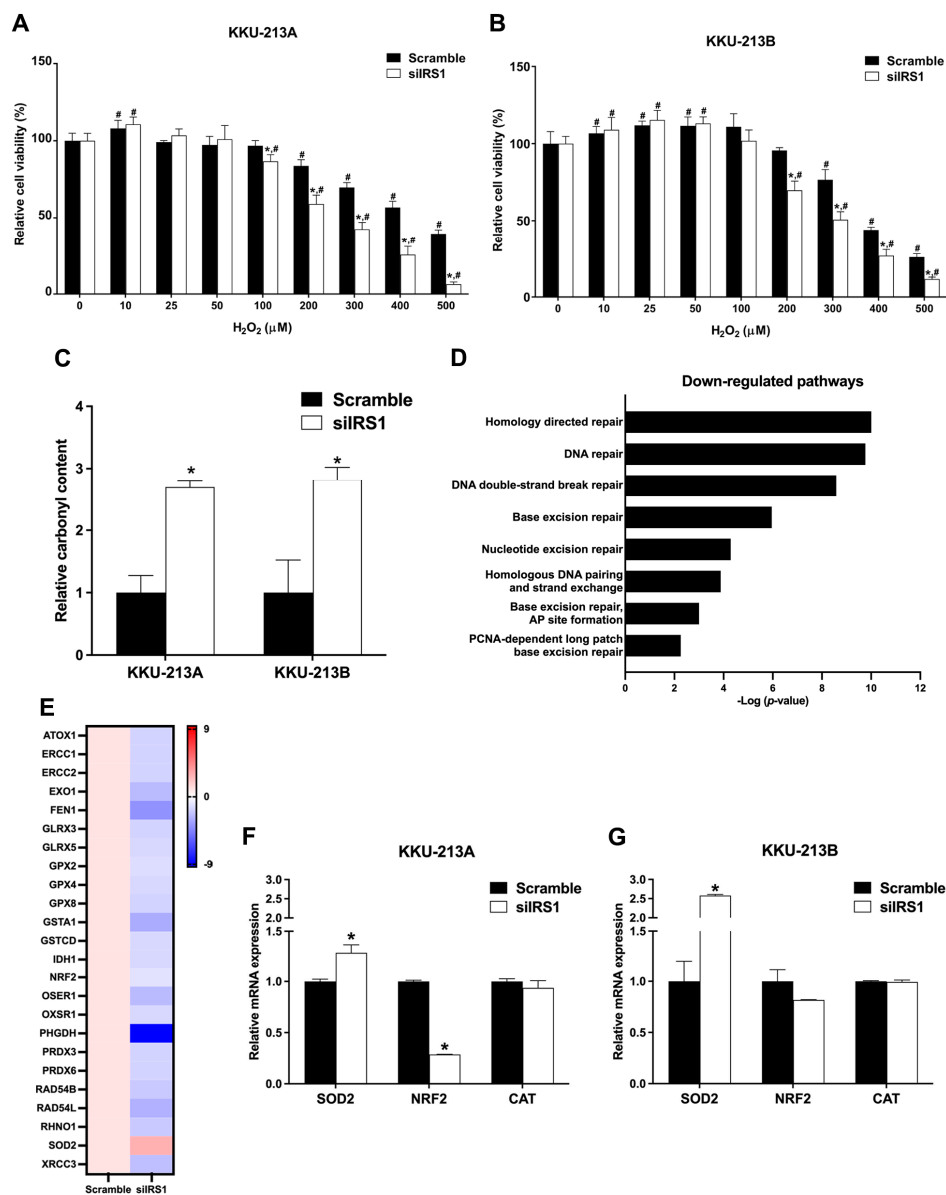 A
KKU-213A
Scramble
siIRS1
Relative cell viability (%)
150
100
50
0
# # *,# # *,# # *,# # *,# # *,#
0 10 25 50 100 200 300 400 500
H₂O₂ (μM)
B
KKU-213B
Scramble
siIRS1
Relative cell viability (%)
150
100
50
0
# # # # # # *,# # *,# # *,# # *,#
0 10 25 50 100 200 300 400 500
H₂O₂ (μM)
C
Scramble
siIRS1
Relative carbonyl content
4
3
2
1
0
* *
KKU-213A KKU-213B
D
Down-regulated pathways
Homology directed repair
DNA repair
DNA double-strand break repair
Base excision repair
Nucleotide excision repair
Homologous DNA pairing
and strand exchange
Base excision repair,
AP site formation
PCNA-dependent long patch
base excision repair
0 2 4 6 8 10 12
-Log (p-value)
E
ATOX1
ERCC1
ERCC2
EXO1
FEN1
GLRX3
GLRX5
GPX2
GPX4
GPX8
GSTA1
GSTCD
IDH1
NRF2
OSER1
OXSR1
PHGDH
PRDX3
PRDX6
RAD54B
RAD54L
RHNO1
SOD2
XRCC3
Scramble siIRS1
9
0
-9
F
KKU-213A
Scramble
siIRS1
Relative mRNA expression
3.0
2.5
2.0
1.5
1.0
0.5
0.0
* *
SOD2 NRF2 CAT
G
KKU-213B
Scramble
siIRS1
Relative mRNA expression
3.0
2.5
2.0
1.5
1.0
0.5
0.0
*
SOD2 NRF2 CAT